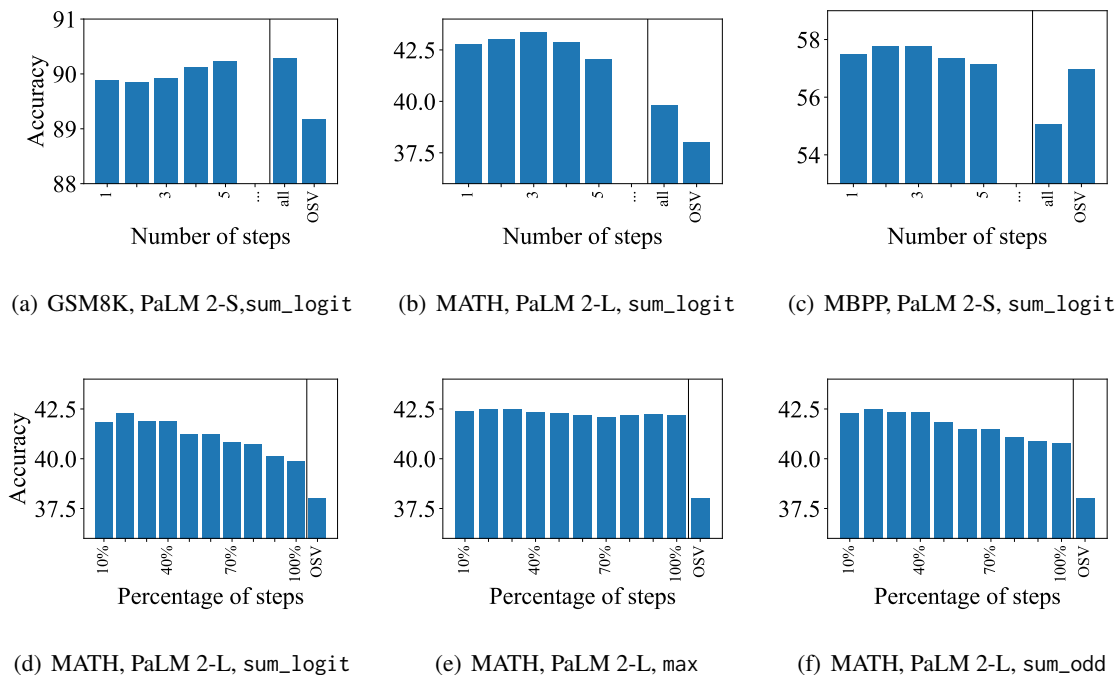 91
90
89
88
Accuracy
1
3
5
...
all
OSV
Number of steps
(a) GSM8K, PaLM 2-S,sum_logit
42.5
40.0
37.5
1
3
5
...
all
OSV
Number of steps
(b) MATH, PaLM 2-L, sum_logit
58
56
54
1
3
5
...
all
OSV
Number of steps
(c) MBPP, PaLM 2-S, sum_logit
42.5
40.0
37.5
Accuracy
10%
40%
70%
100%
OSV
Percentage of steps
(d) MATH, PaLM 2-L, sum_logit
42.5
40.0
37.5
10%
40%
70%
100%
OSV
Percentage of steps
(e) MATH, PaLM 2-L, max
42.5
40.0
37.5
10%
40%
70%
100%
OSV
Percentage of steps
(f) MATH, PaLM 2-L, sum_odd